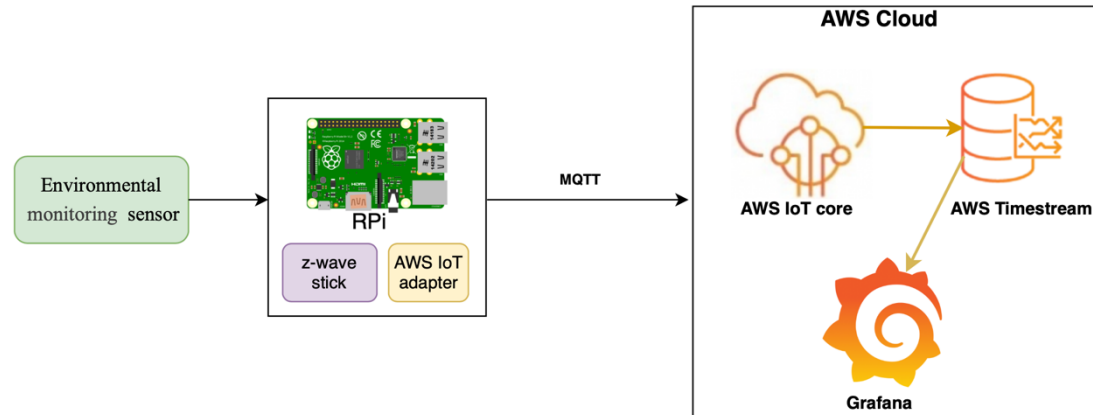 AWS Cloud
Environmental
monitoring sensor
RPi
z-wave
stick
AWS IoT
adapter
MQTT
AWS IoT core
AWS Timestream
Grafana